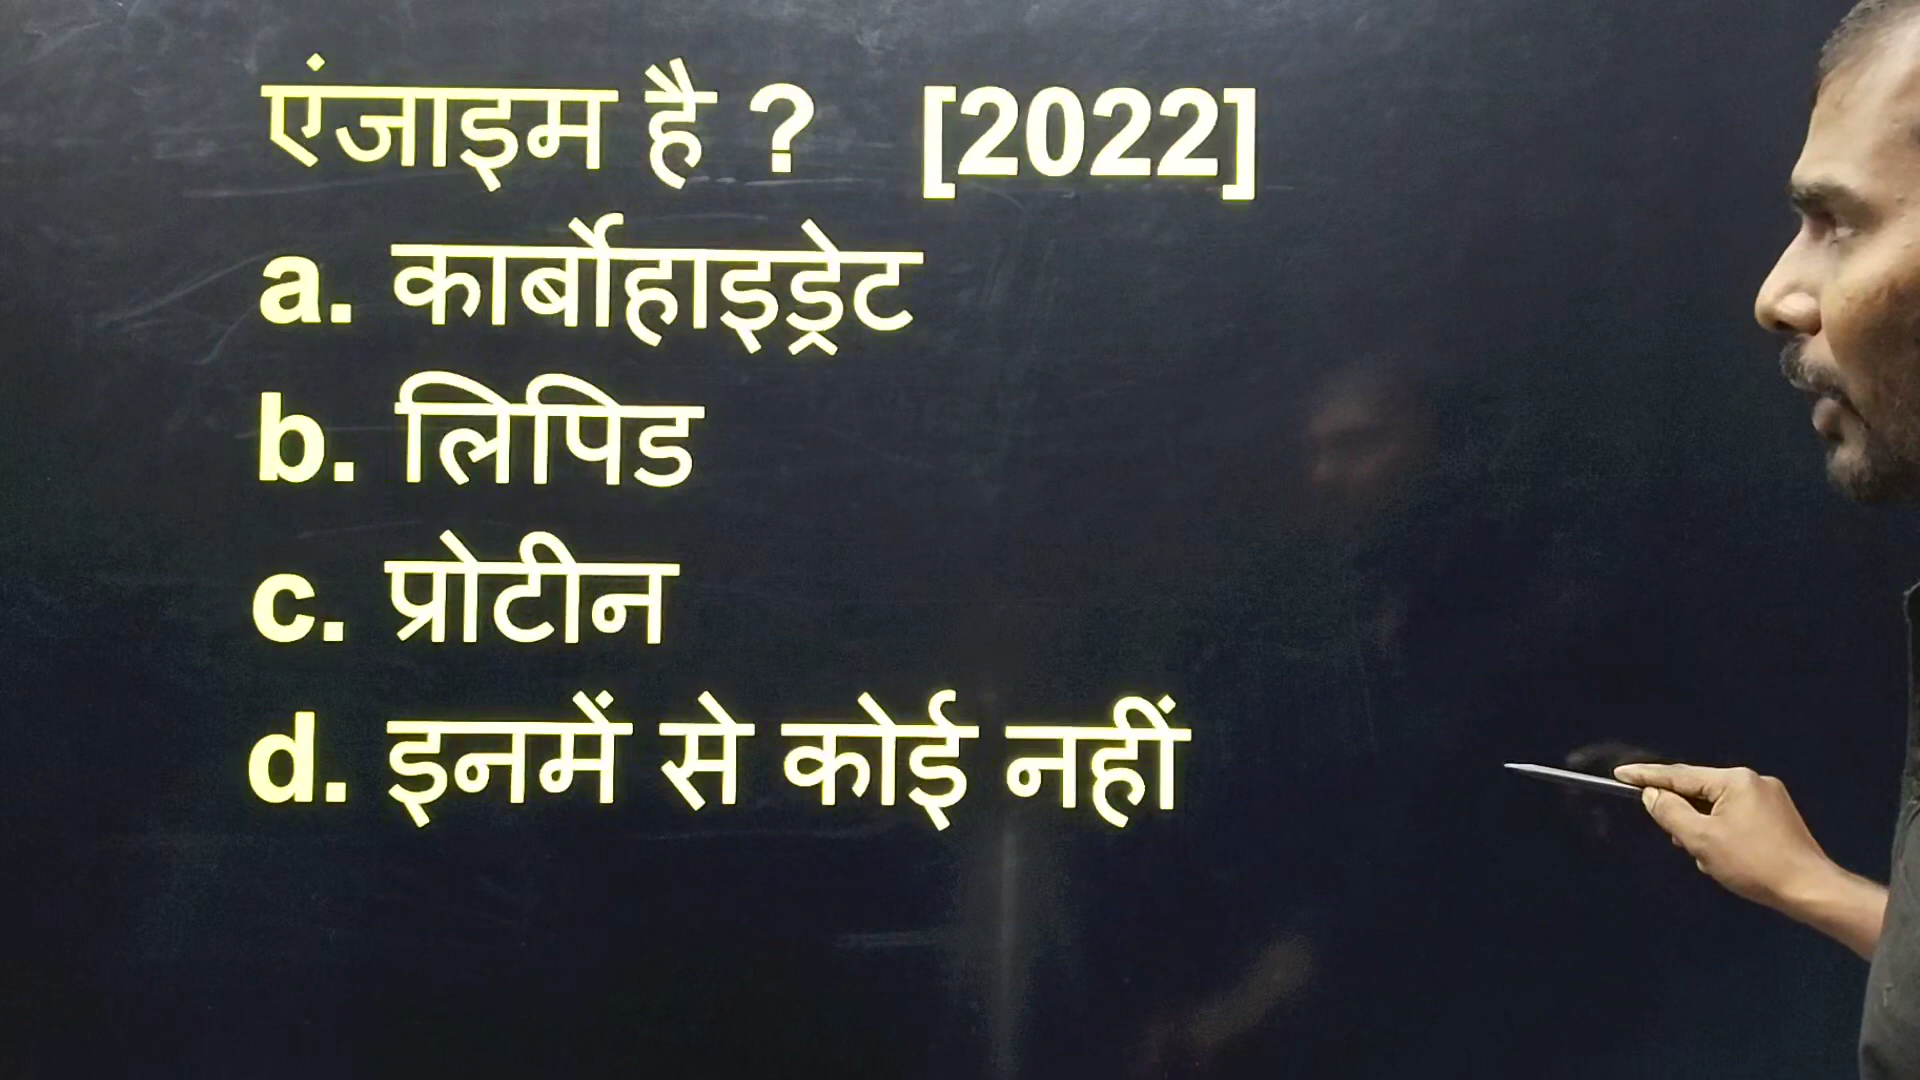 एंजाइम है ? [2022]
a. कार्बोहाइड्रेट
b. लिपिड
c. प्रोटीन
d. इनमें से कोई नहीं